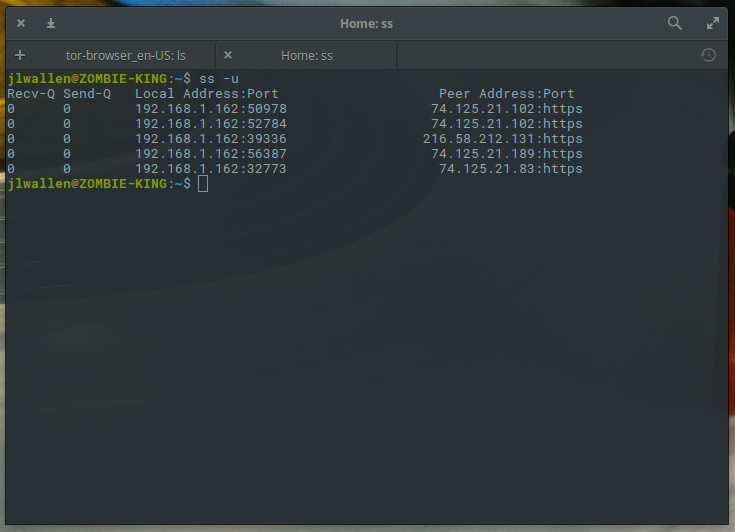 Home: ss
tor-browser_en-US: ls
Home: ss
jlwallen@ZOMBIE-KING:~$ ss -u
Recv-Q Send-Q Local Address:Port Peer Address:Port
0 0 192.168.1.162:50978 74.125.21.102:https
0 0 192.168.1.162:52784 74.125.21.102:https
0 0 192.168.1.162:39336 216.58.212.131:https
0 0 192.168.1.162:56387 74.125.21.189:https
0 0 192.168.1.162:32773 74.125.21.83:https
jlwallen@ZOMBIE-KING:~$